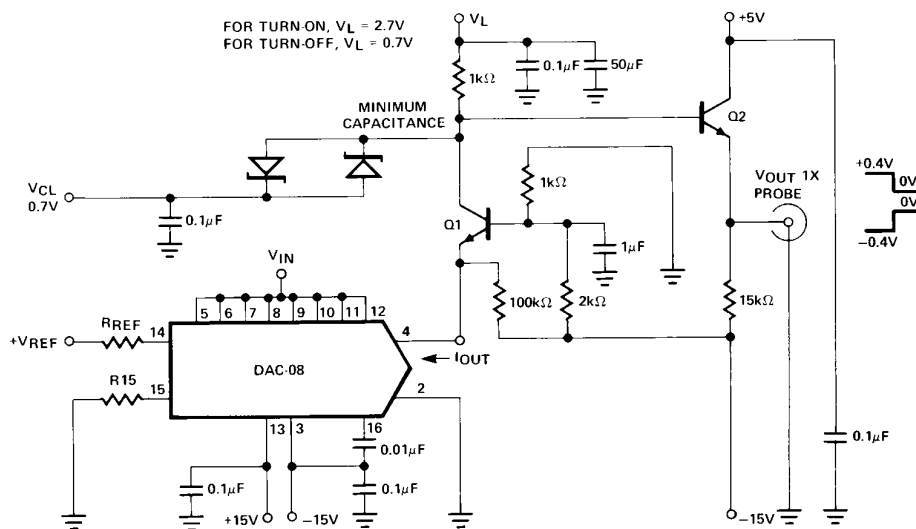 FOR TURN-ON, VL = 2.7V
FOR TURN-OFF, VL = 0.7V
VL
+5V
0.1µF
50µF
1kΩ
MINIMUM
CAPACITANCE
Q2
VCL
0.7V
0.1µF
Q1
1kΩ
1µF
VOUT 1X
PROBE
+0.4V
0V
0V
-0.4V
VIN
100kΩ
2kΩ
15kΩ
5 6 7 8 9 10 11 12
+VREF
RREF
14
4
IOUT
DAC-08
R15
15
2
13 3 16
0.01µF
0.1µF
0.1µF
0.1µF
+15V
-15V
-15V